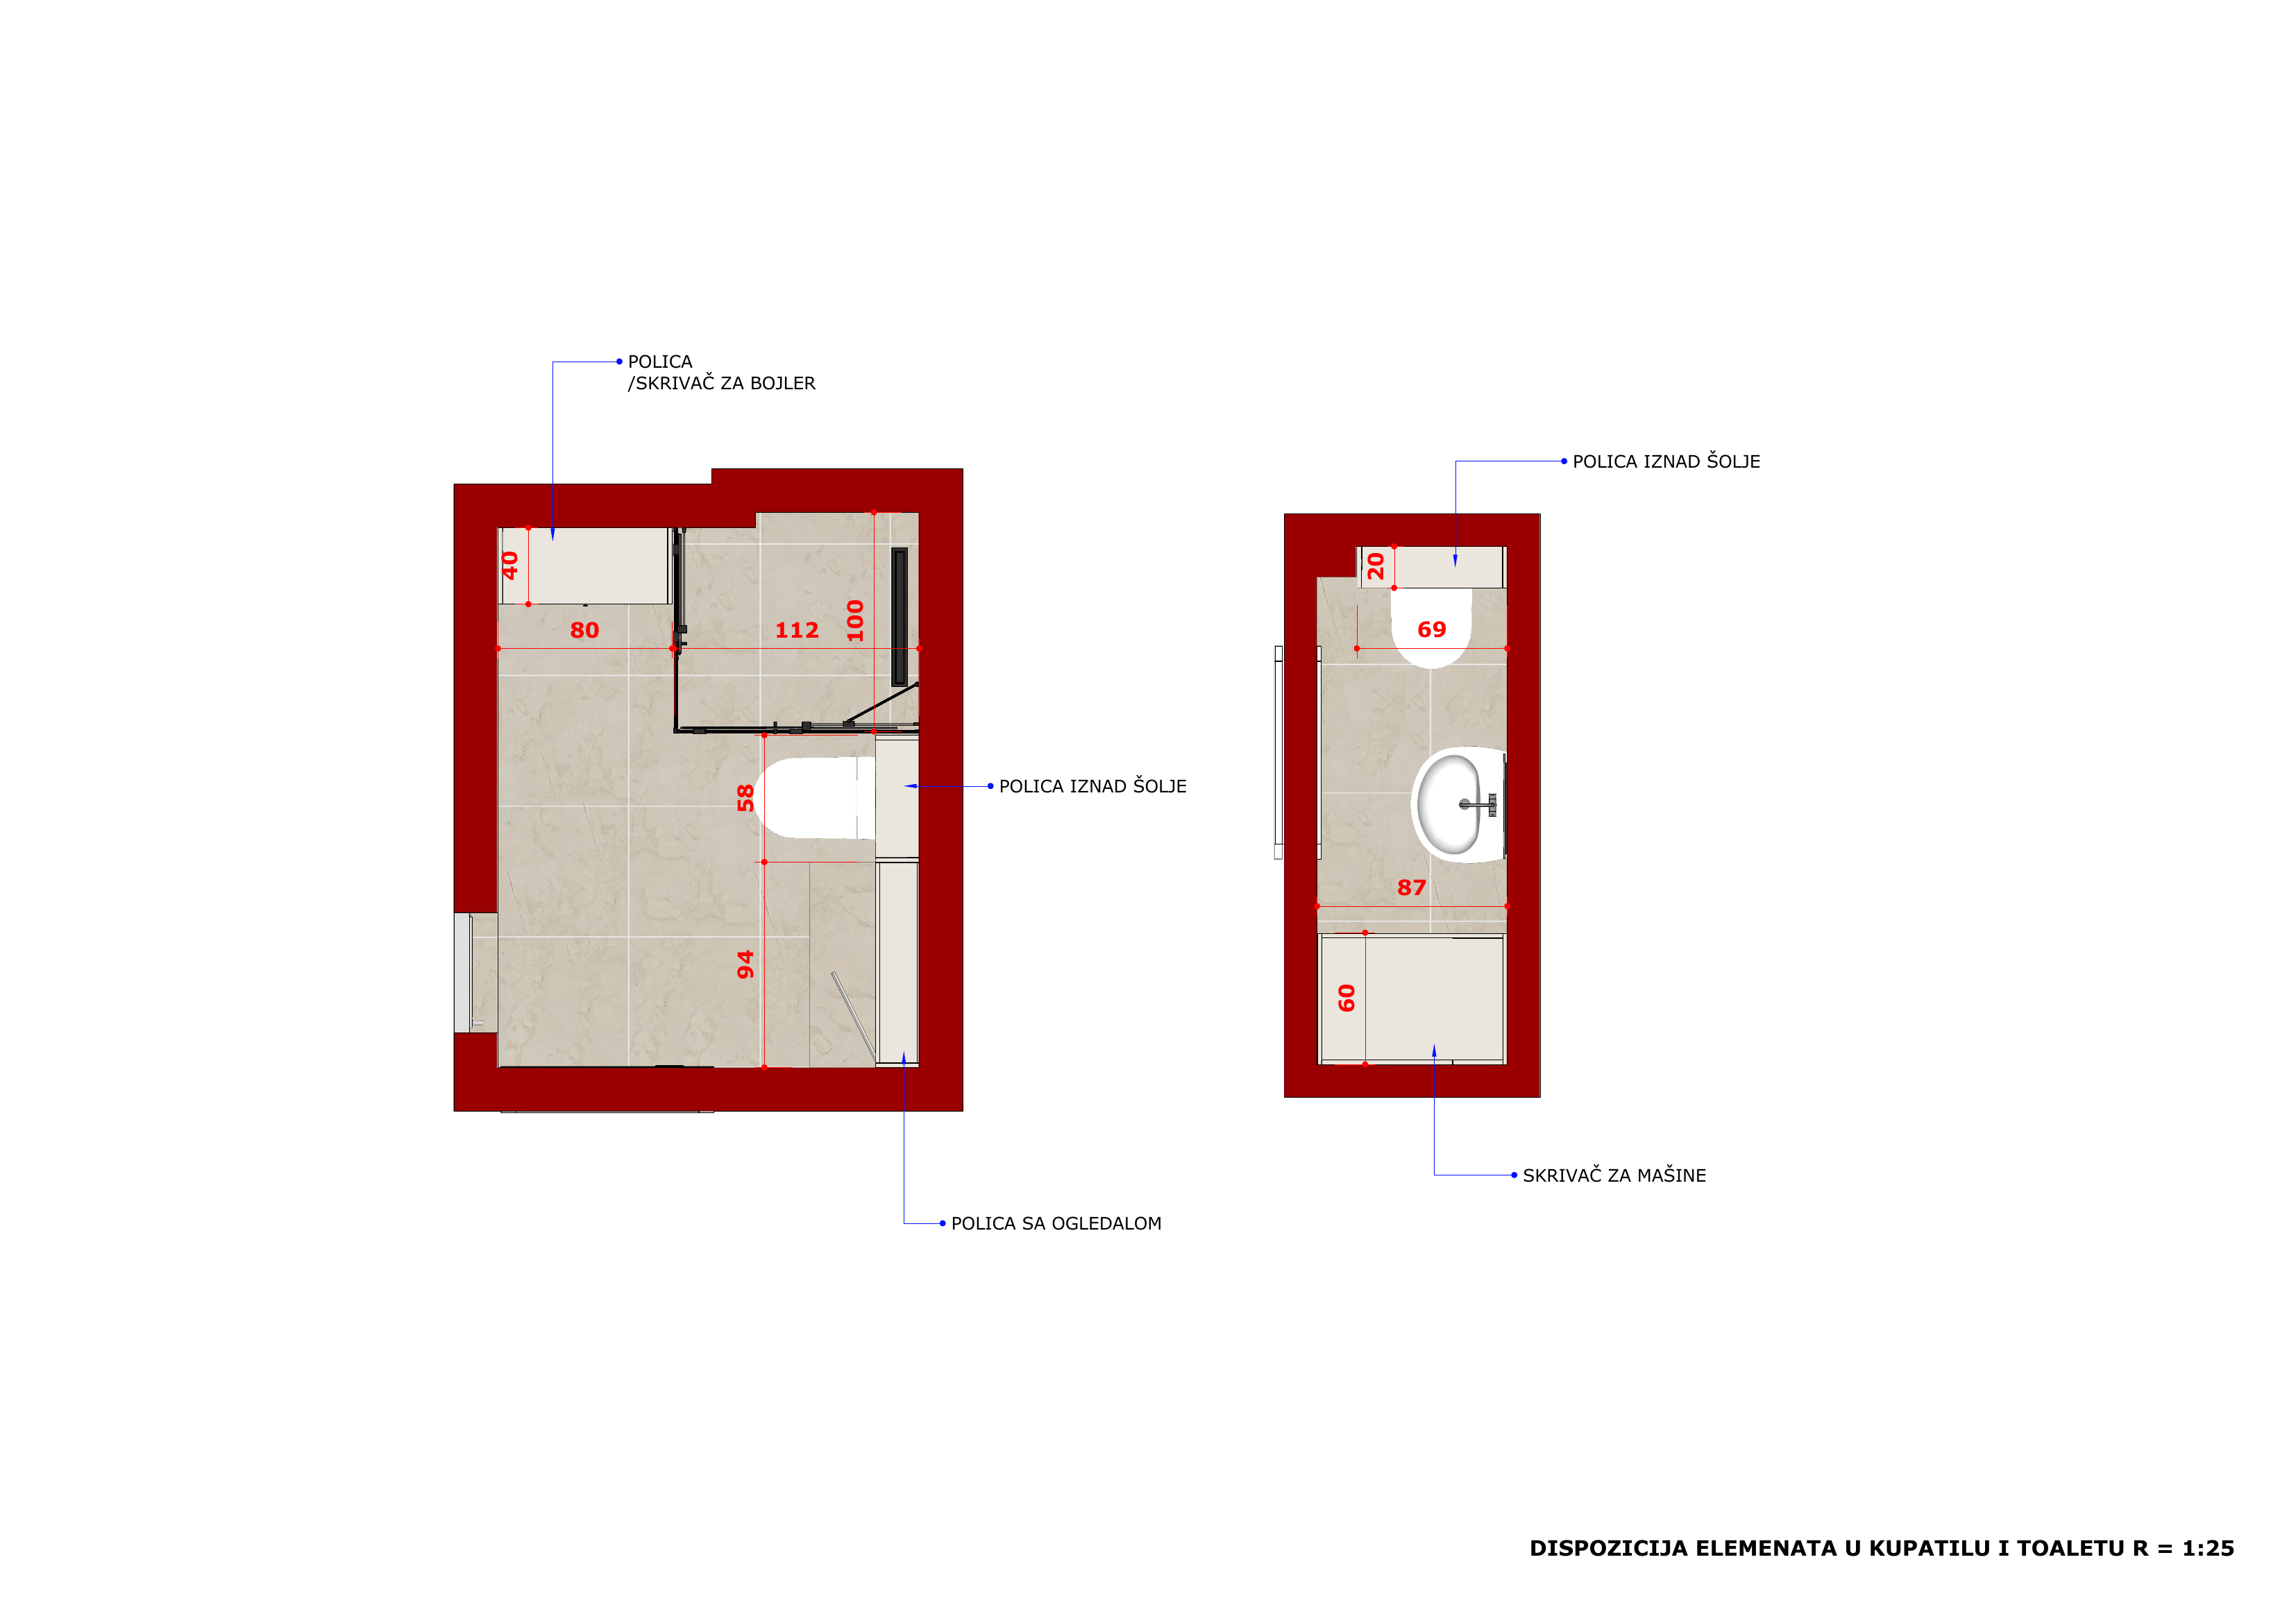 POLICA
/SKRIVAČ ZA BOJLER
POLICA IZNAD ŠOLJE
40
20
80
112
100
69
58
POLICA IZNAD ŠOLJE
87
94
60
SKRIVAČ ZA MAŠINE
POLICA SA OGLEDALOM
DISPOZICIJA ELEMENATA U KUPATILU I TOALETU R = 1:25